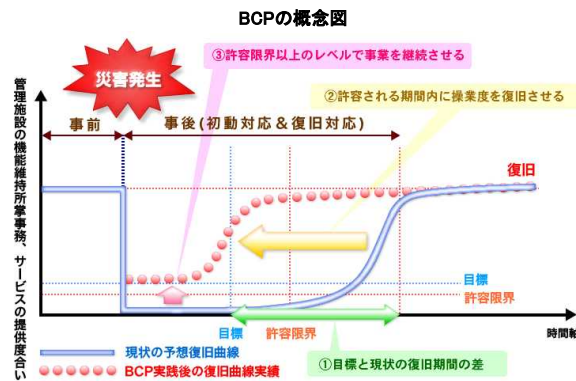 BCPの概念図
③許容限界以上のレベルで事業を継続させる
災害発生
②許容される期間内に操業度を復旧させる
事前
事後(初動対応&復旧対応)
復旧
管理施設の機能維持所掌事務、サービスの提供度合い
目標
許容限界
目標
許容限界
時間軸
現状の予想復旧曲線
BCP実践後の復旧曲線実績
①目標と現状の復旧期間の差